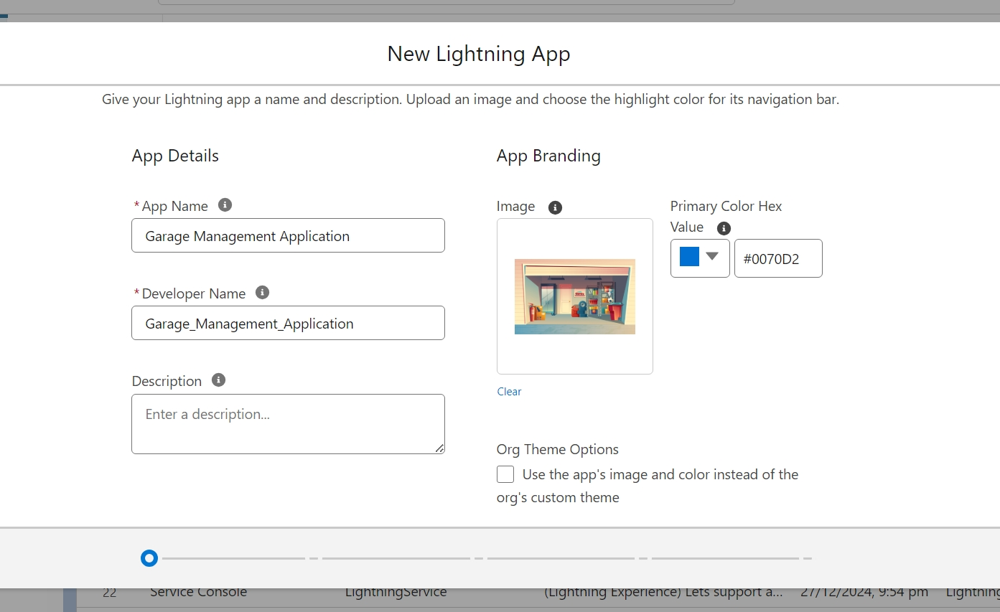 New Lightning App
Give your Lightning app a name and description. Upload an image and choose the highlight color for its navigation bar.
App Details
* App Name
Garage Management Application
* Developer Name
Garage_Management_Application
Description
Enter a description...
App Branding
Image
Clear
Primary Color Hex
Value
#0070D2
Org Theme Options
Use the app's image and color instead of the
org's custom theme
22 Service Console LightningService (Lightning Experience) Lets support a... 27/12/2024, 9:54 pm Lightning